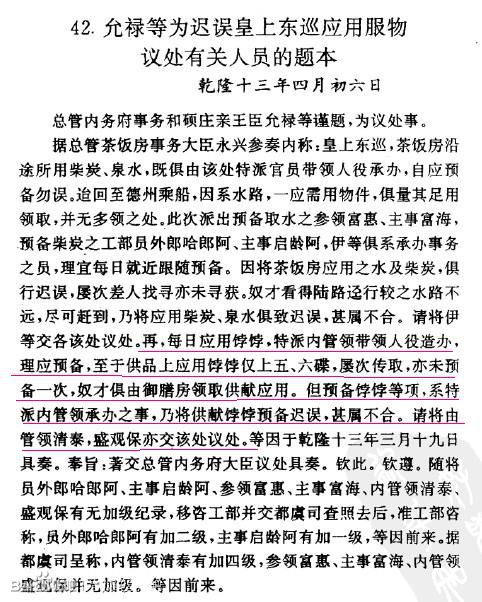 42. 允禄等为迟误皇上东巡应用服物
议处有关人员的题本
乾隆十三年四月初六日
总管内务府事务和硕庄亲王臣允禄等谨题，为议处事。
据总管茶饭房事务大臣永兴参奏内称：皇上东巡，茶饭房沿
途所用柴炭、泉水，既俱由该处特派官员带领人役承办，自应预
备勿误。迨回至德州乘船，因系水路，一应需用物件，俱量其足用
领取，并无多领之处。此次派出预备取水之参领富惠、主事富海，
预备柴炭之工部员外郎哈郎阿、主事启龄阿，伊等俱系承办事务
之员，理宜每日就近跟随预备。因将茶饭房应用之水及柴炭，俱
行迟误，屡次差人找寻亦未寻获。奴才看得陆路迳行较之水路不
远，尽可赶到，乃将应用柴炭、泉水俱致迟误，甚属不合。请将伊
等交各该处议处。再，每日应用饽饽，特派内管领带领人役造办，
理应预备，至于供品上应用饽饽仅上五、六碟，屡次传取，亦未预
备一次，奴才俱由御膳房领取供献应用。但预备饽饽等项，系特
派内管领承办之事，乃将供献饽饽预备迟误，甚属不合。请将由
管领清泰，盛观保亦交该处议处。等因于乾隆十三年三月十九日
具奏。奉旨：著交总管内务府大臣议处具奏。钦此。钦遵。随将
员外郎哈郎阿、主事启龄阿、参领富惠、主事富海、内管领清泰、
盛观保有无加级纪录，移咨工部并交都虞司查照去后，准工部咨
称，员外郎哈郎阿有加二级，主事启龄阿有加一级，等因前来。据
都虞司呈称，内管领清泰有加四级，参领富惠、主事富海、内管领
盛观保并无加级。等因前来。